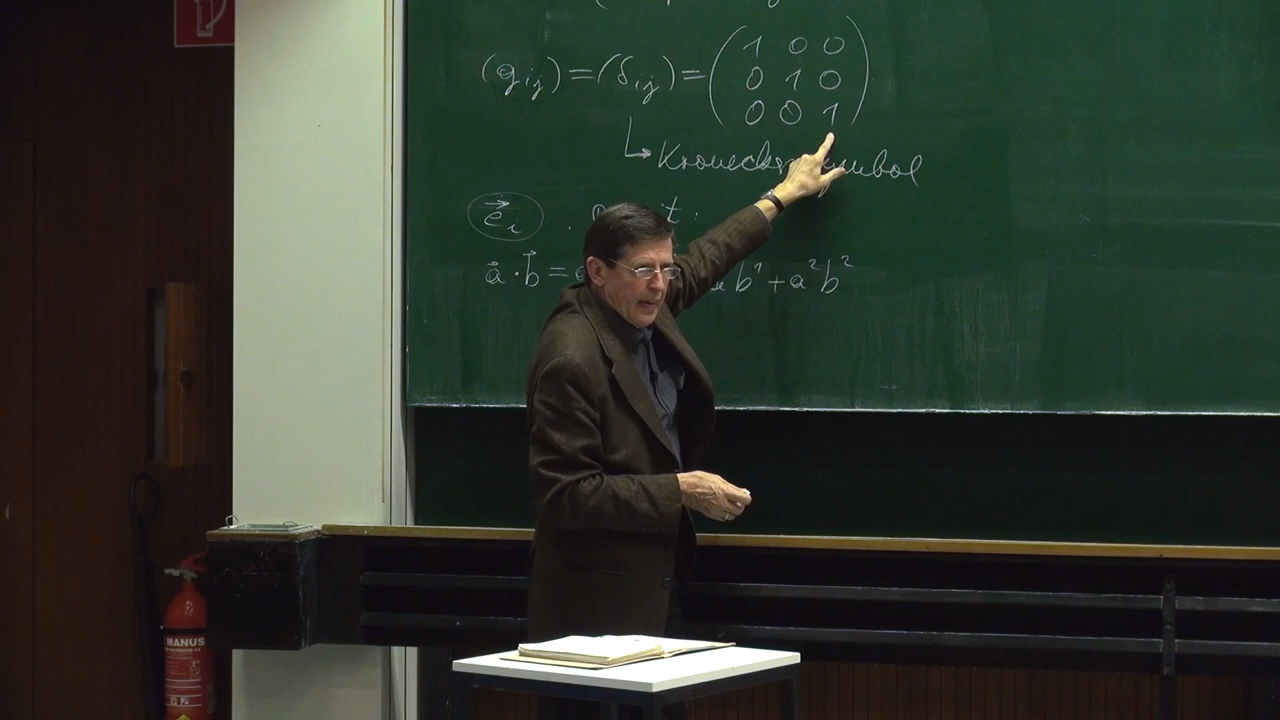 (g_ij) = (δ_ij) = ( 1 0 0
0 1 0
0 0 1 )
↳ Kronecker symbol
e⃗_i
a⃗ · b⃗ = b¹ + a² b²
MANUS